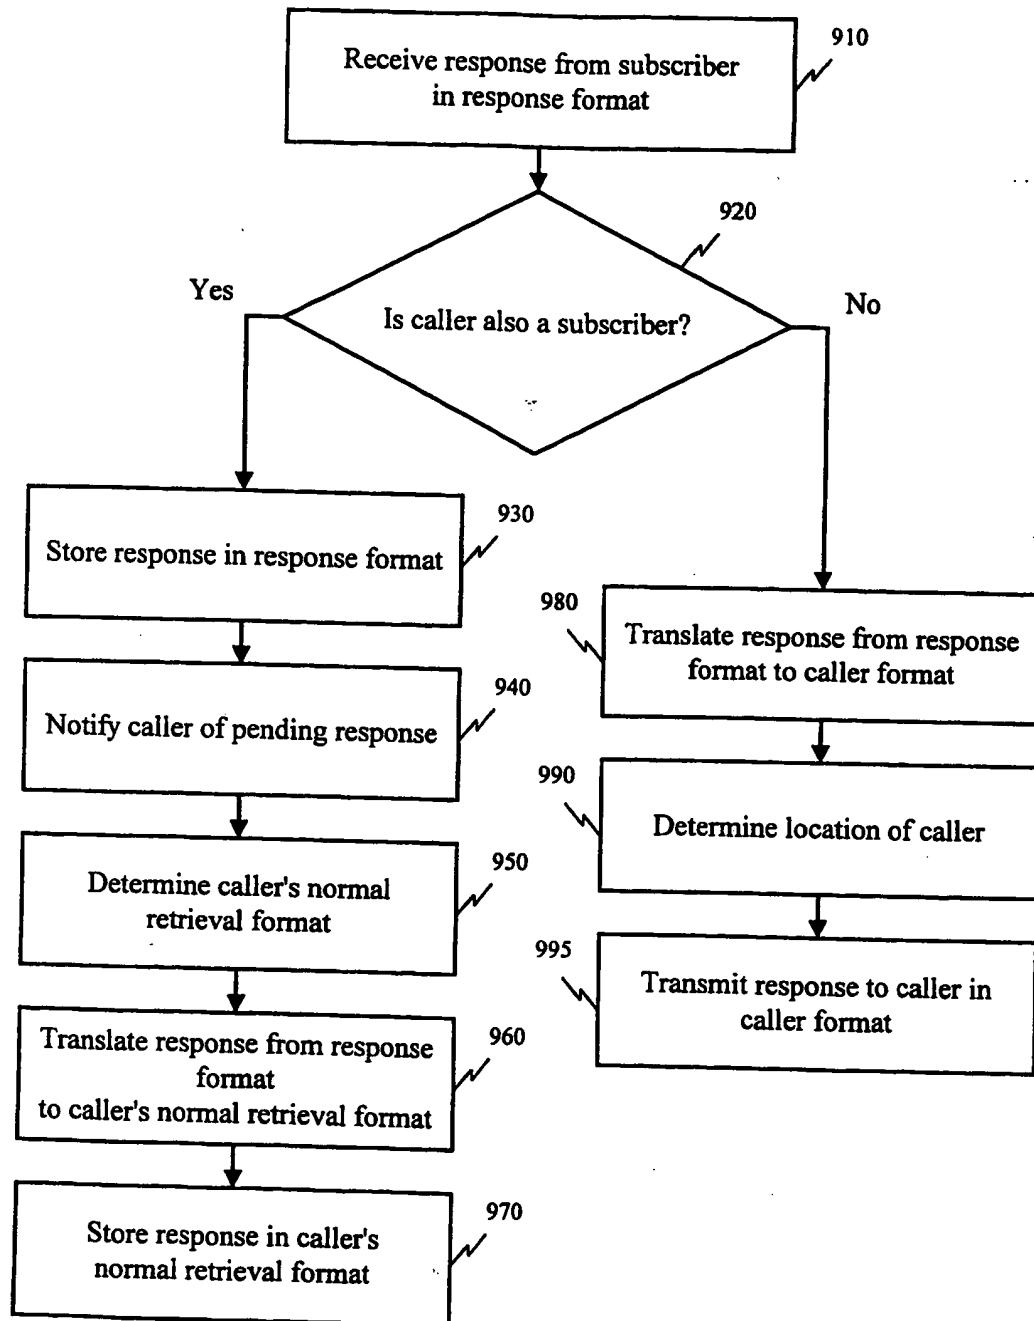 Receive response from subscriber
in response format
910
920
Is caller also a subscriber?
Yes
No
Store response in response format
930
Notify caller of pending response
940
Determine caller's normal
retrieval format
950
Translate response from response
format
to caller's normal retrieval format
960
Store response in caller's
normal retrieval format
970
980
Translate response from response
format to caller format
990
Determine location of caller
995
Transmit response to caller in
caller format